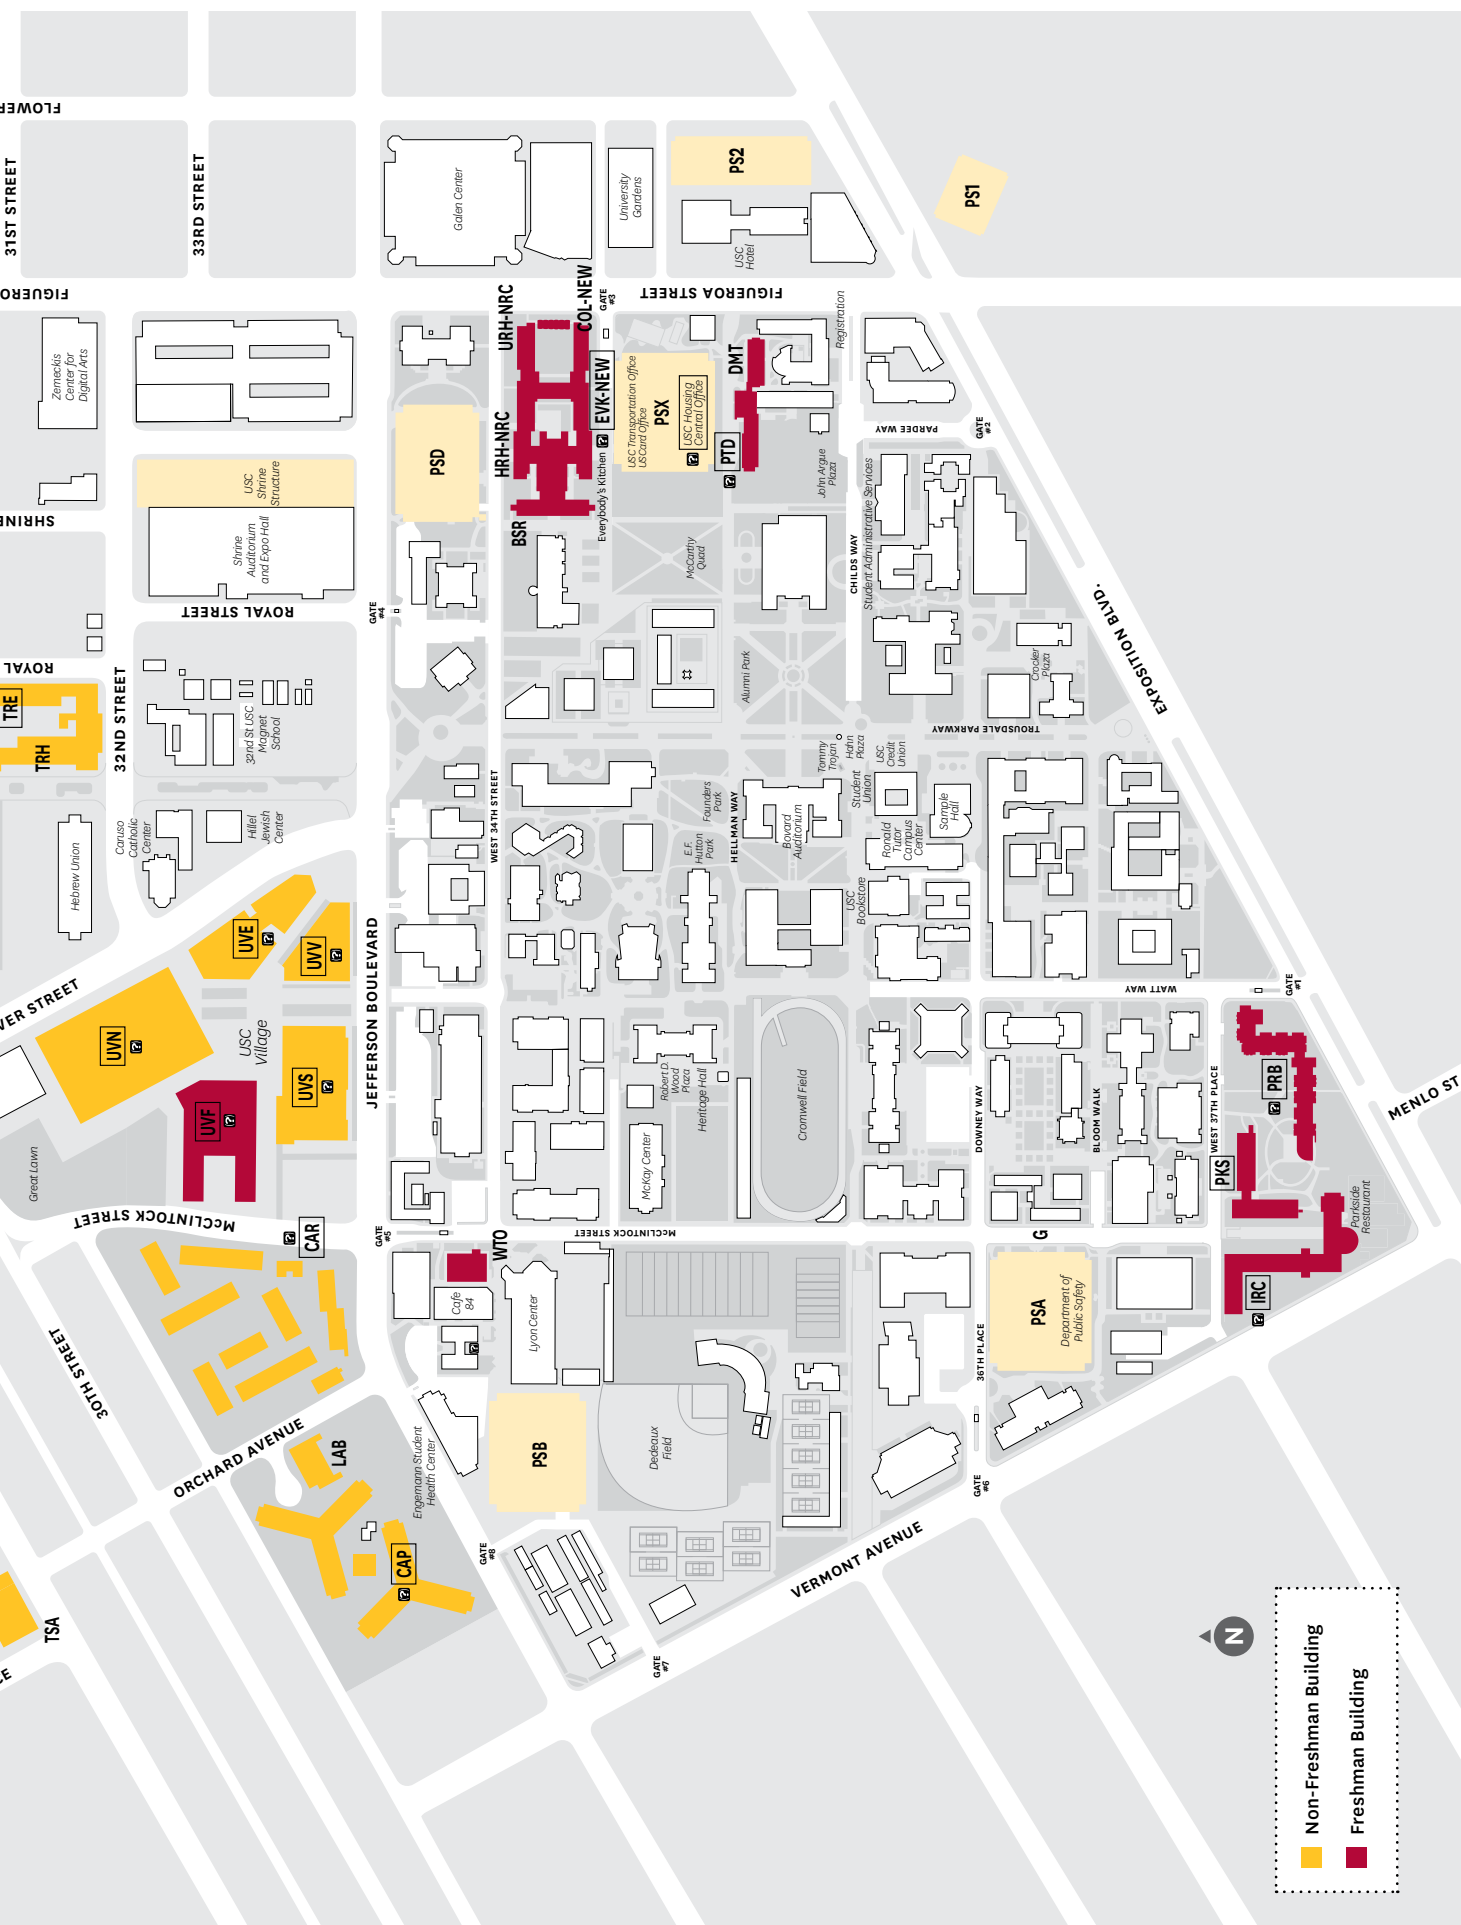 FLOWER
31ST STREET
33RD STREET
FIGUERO
FIGUEROA STREET
Galen Center
University
Gardens
PS2
USC
Hotel
PS1
Zemeckis
Center for
Digital Arts
SHRINE
USC
Shrine
Structure
Shrine
Auditorium
and Expo Hall
ROYAL STREET
ROYAL
32ND STREET
TRE
TRH
32nd St USC
Magnet
School
Caruso
Catholic
Center
Hillel
Jewish
Center
Hebrew Union
PSD
URH-NRC
HRH-NRC
COL-NEW
GATE
#3
EVK-NEW
BSR
Everybody's Kitchen
USC Transportation Office
USCard Office
PSX
USC Housing
Central Office
DMT
PTD
Registration
John Argue
Plaza
PARDEE WAY
GATE
#2
McCarthy
Quad
CHILDS WAY
Student Administrative Services
GATE
#4
Alumni Park
Crocker
Plaza
EXPOSITION BLVD.
TROUSDALE PARKWAY
WEST 34TH STREET
Founders
Park
E.F.
Hutton
Park
HELLMAN WAY
Bovard
Auditorium
Tommy
Trojan
Hahn
Plaza
Student
Union
USC
Credit
Union
Ronald
Tutor
Campus
Center
Sample
Hall
USC
Bookstore
JEFFERSON BOULEVARD
UVE
UVV
UVN
USC
Village
UVS
UVF
Great Lawn
VER STREET
McCLINTOCK STREET
CAR
GATE
#5
WTO
Robert D.
Wood
Plaza
Heritage Hall
McKay Center
Cromwell Field
McCLINTOCK STREET
WATT WAY
GATE
#1
DOWNEY WAY
BLOOM WALK
WEST 37TH PLACE
PRB
PKS
Parkside
Restaurant
IRC
MENLO ST
G
PSA
Department of
Public Safety
36TH PLACE
GATE
#6
Cafe
84
Lyon Center
PSB
Dedeaux
Field
Engemann Student
Health Center
30TH STREET
ORCHARD AVENUE
LAB
CAP
GATE
#8
GATE
#7
VERMONT AVENUE
TSA
CE
N
Non-Freshman Building
Freshman Building